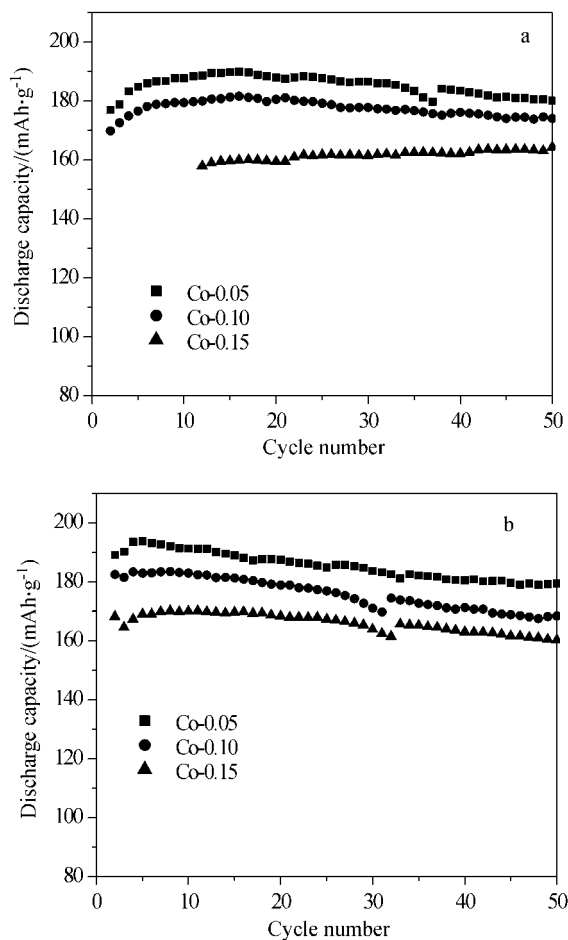 a
200
180
160
140
120
100
80
Discharge capacity/(mAh·g⁻¹)
Co-0.05
Co-0.10
Co-0.15
0 10 20 30 40 50
Cycle number
b
200
180
160
140
120
100
80
Discharge capacity/(mAh·g⁻¹)
Co-0.05
Co-0.10
Co-0.15
0 10 20 30 40 50
Cycle number